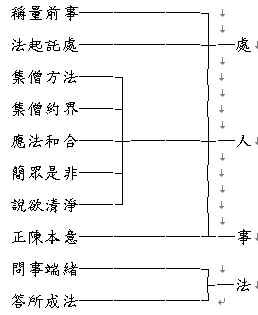 稱量前事
法起託處 處
集僧方法
集僧約界
應法和合 人
簡眾是非
說欲清淨
正陳本意 事
問事端緒
答所成法 法